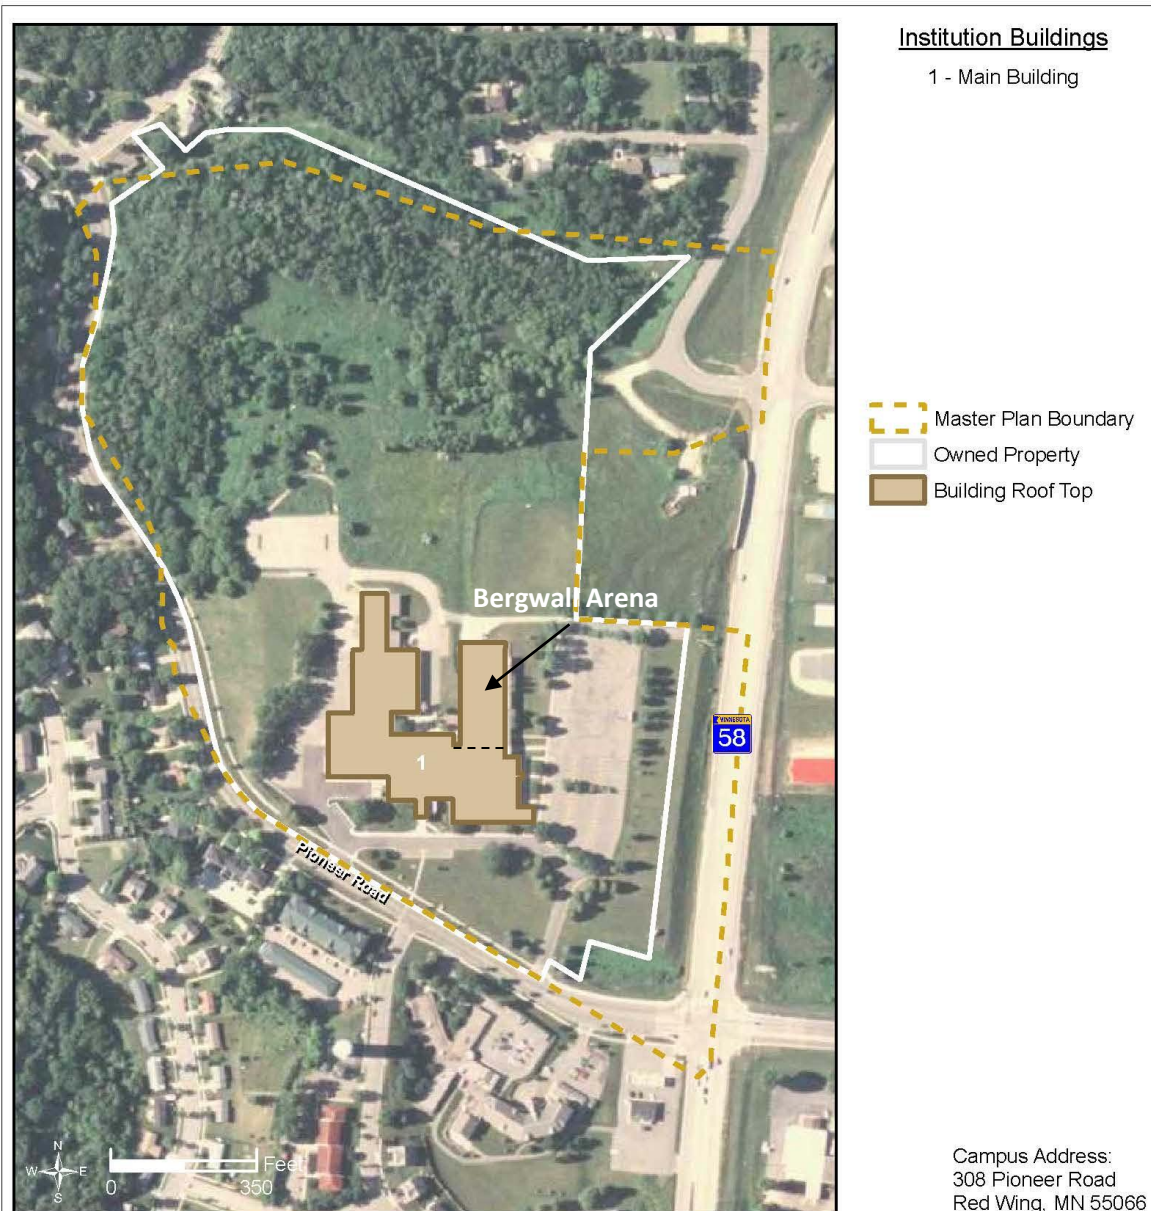 Institution Buildings
1 - Main Building
Master Plan Boundary
Owned Property
Building Roof Top
Bergwall Arena
MINNESOTA
58
1
Pioneer Road
N
W E
S
Feet
0 350
Campus Address:
308 Pioneer Road
Red Wing, MN 55066